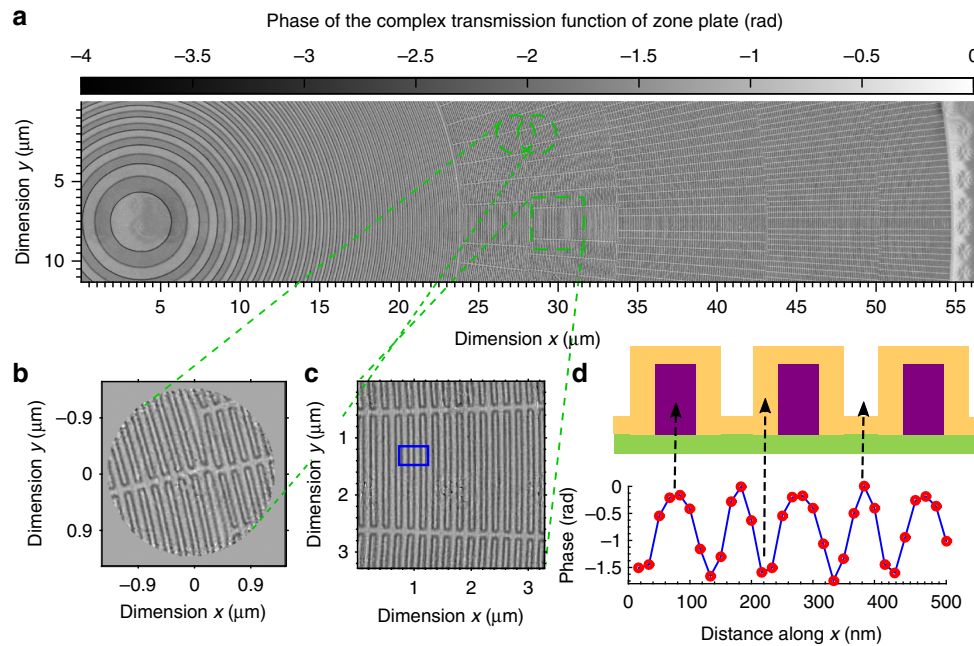 a
Phase of the complex transmission function of zone plate (rad)
−4 −3.5 −3 −2.5 −2 −1.5 −1 −0.5 0
Dimension y (μm)
5
10
5 10 15 20 25 30 35 40 45 50 55
Dimension x (μm)
b
Dimension y (μm)
−0.9
0
0.9
−0.9 0 0.9
Dimension x (μm)
c
Dimension y (μm)
1
2
3
1 2 3
Dimension x (μm)
d
Phase (rad)
0
−0.5
−1
−1.5
0 100 200 300 400 500
Distance along x (nm)